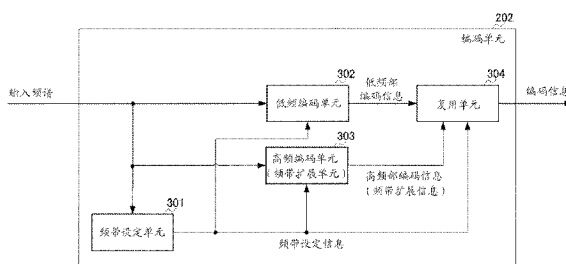 202
编码单元
302
304
输入频谱
低频编码单元
低频部
编码信息
复用单元
编码信息
303
高频编码单元
(频带扩展单元)
高频部编码信息
(频带扩展信息)
301
频带设定单元
频带设定信息